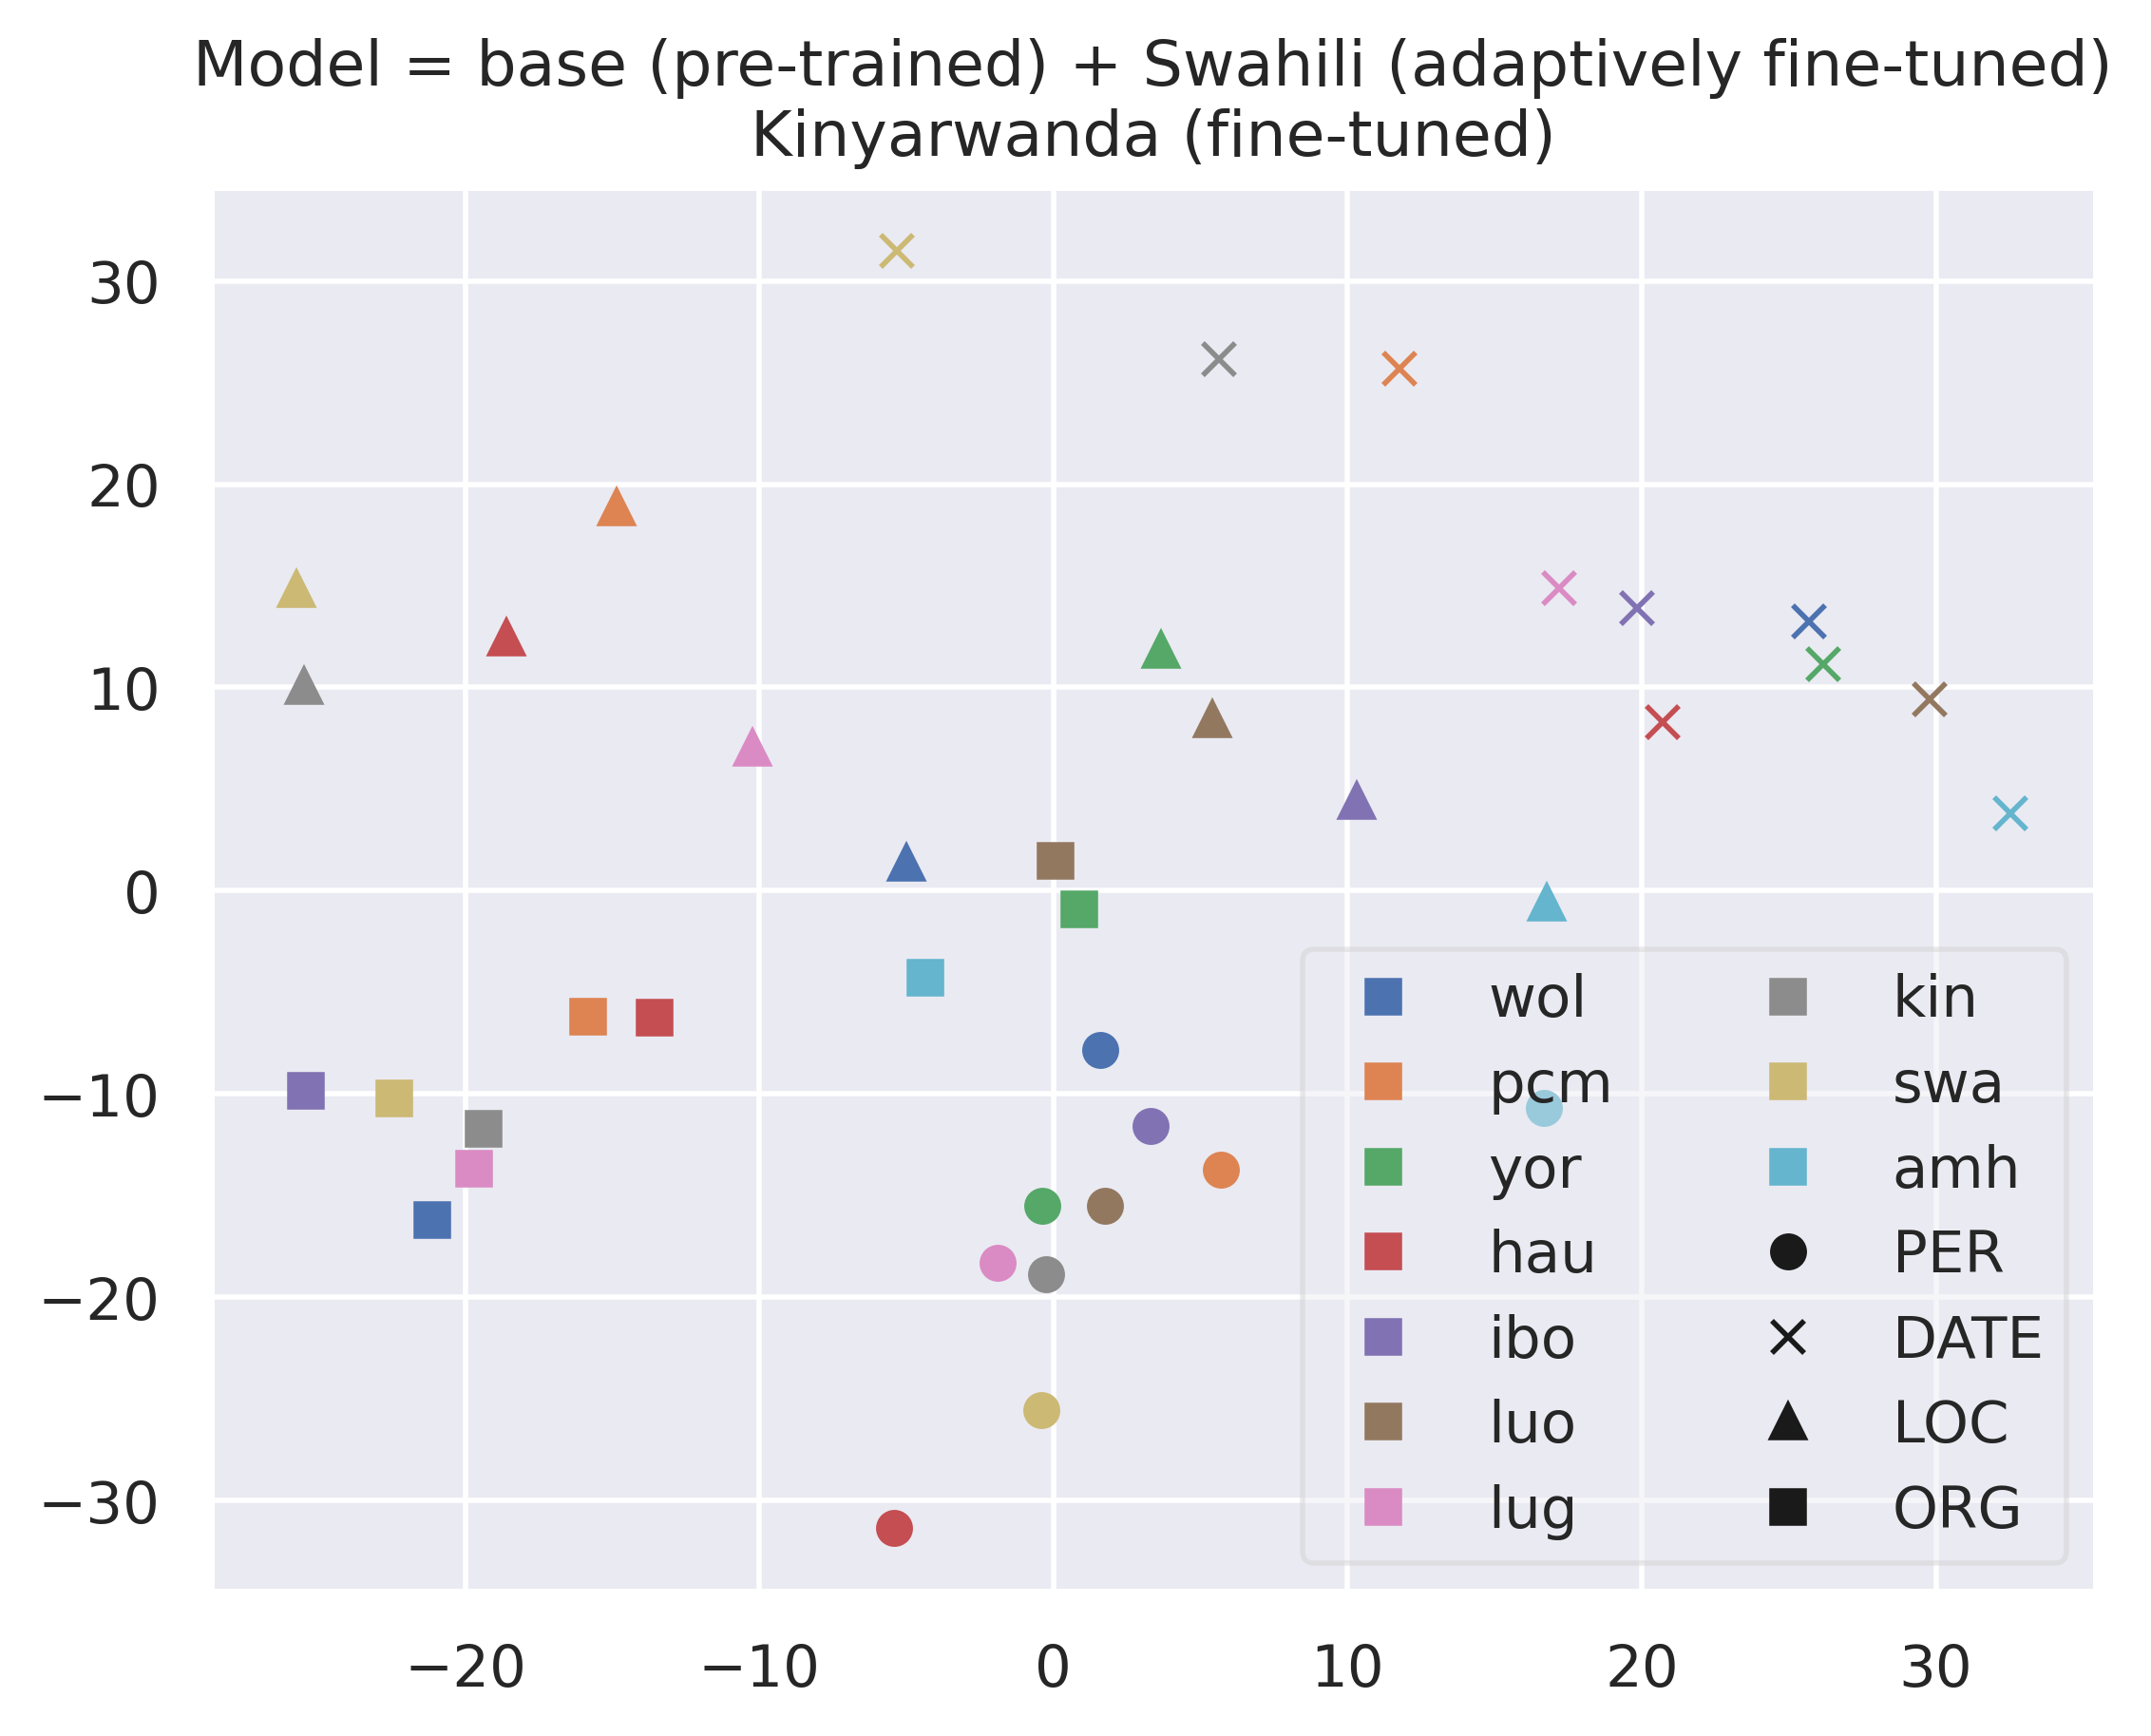 Model = base (pre-trained) + Swahili (adaptively fine-tuned)
Kinyarwanda (fine-tuned)
30
20
10
0
−10
−20
−30
−20
−10
0
10
20
30
wol
pcm
yor
hau
ibo
luo
lug
kin
swa
amh
PER
DATE
LOC
ORG